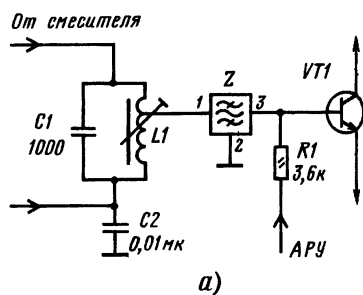 От смесителя
Z
VT1
C1
1000
L1
1
3
2
R1
3,6к
C2
0,01мк
АРУ
а)